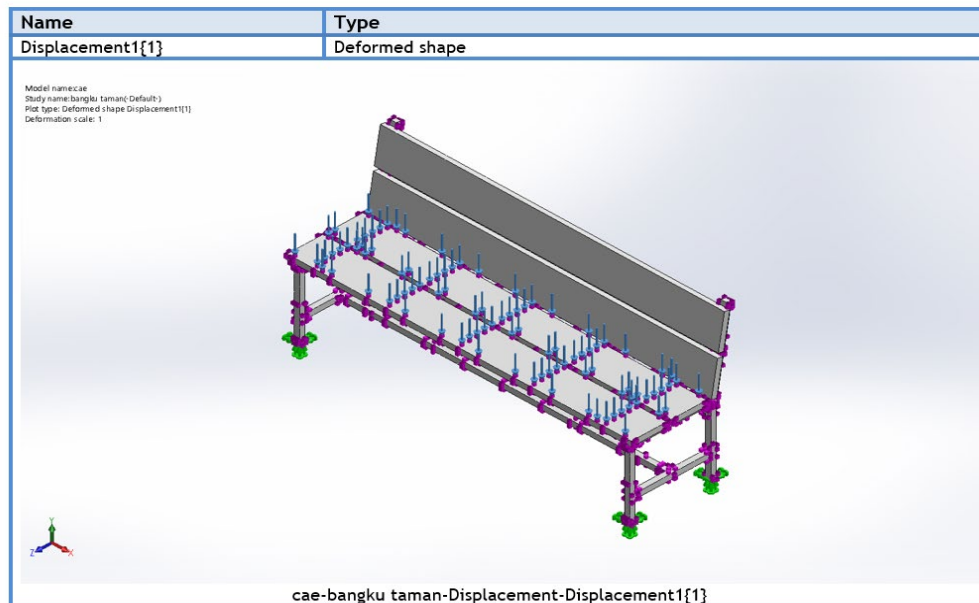 Name Type
Displacement1{1} Deformed shape
Model name:cae
Study name:bangku taman(-Default-)
Plot type: Deformed shape Displacement1{1}
Deformation scale: 1
Y
Z X
cae-bangku taman-Displacement-Displacement1{1}